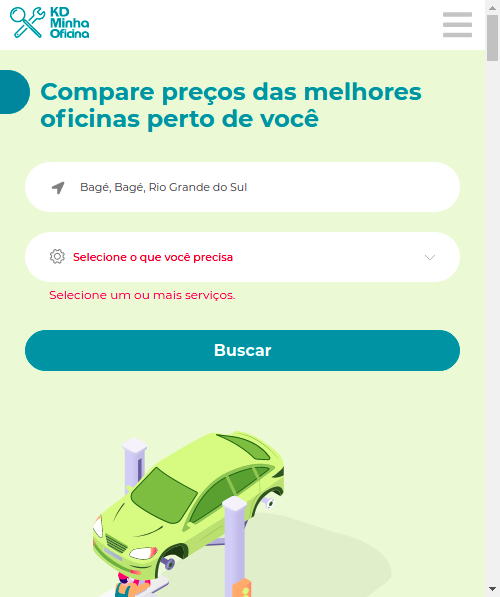 KD
Minha
Oficina
Compare preços das melhores
oficinas perto de você
Bagé, Bagé, Rio Grande do Sul
Selecione o que você precisa
Selecione um ou mais serviços.
Buscar